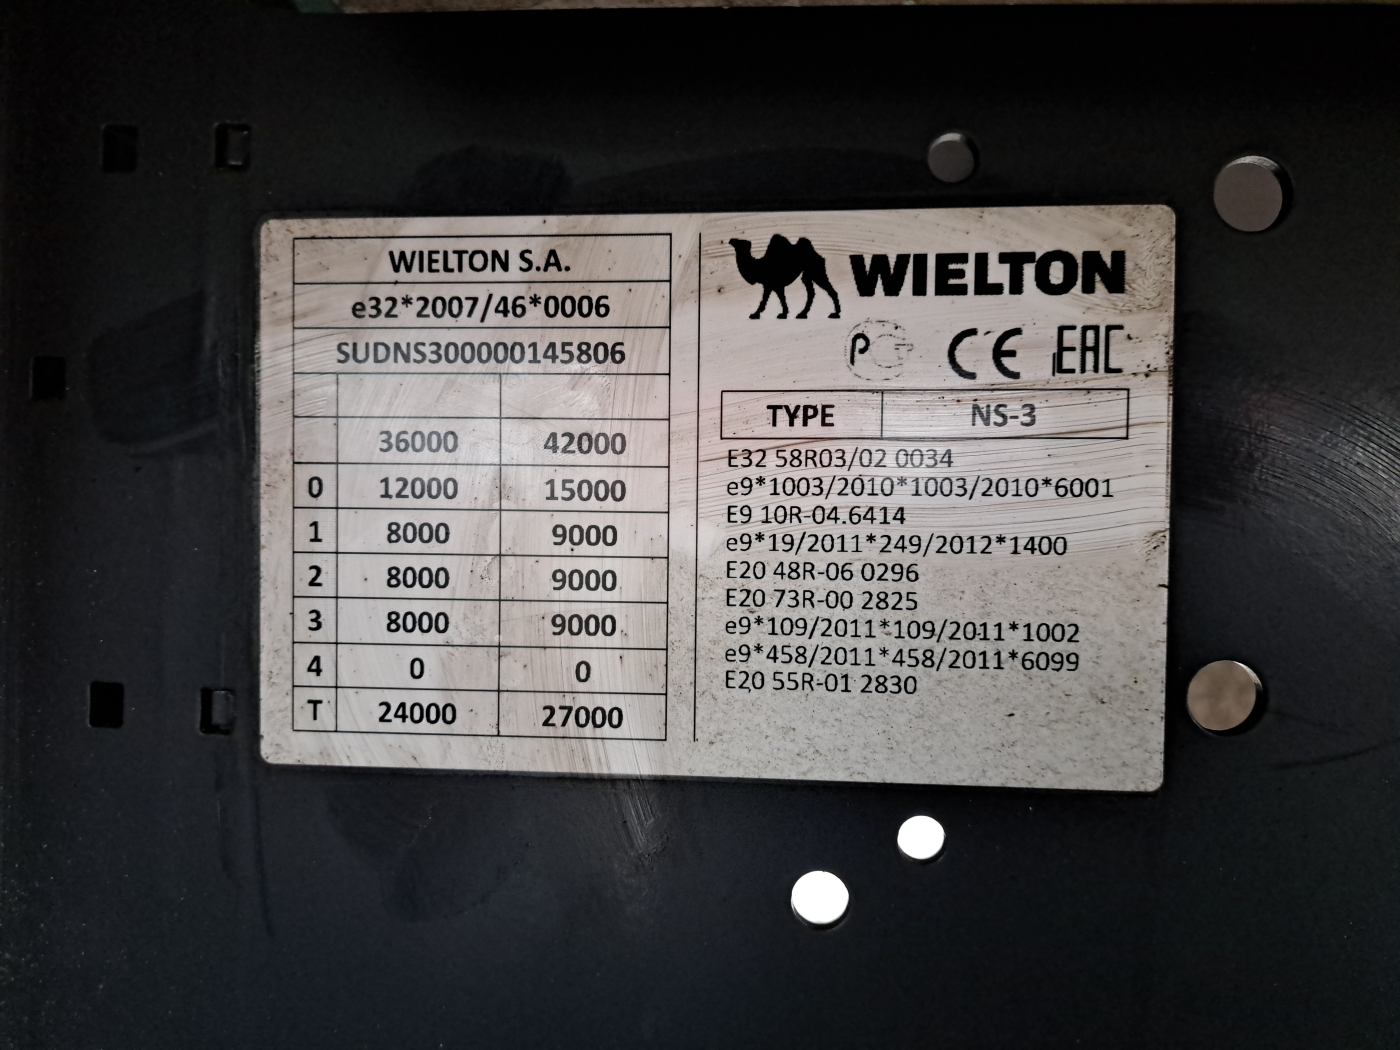 WIELTON S.A.
e32*2007/46*0006
SUDNS300000145806
36000 42000
0 12000 15000
1 8000 9000
2 8000 9000
3 8000 9000
4 0 0
T 24000 27000
WIELTON
РСТ CE EAC
TYPE NS-3
E32 58R03/02 0034
e9*1003/2010*1003/2010*6001
E9 10R-04.6414
e9*19/2011*249/2012*1400
E20 48R-06 0296
E20 73R-00 2825
e9*109/2011*109/2011*1002
e9*458/2011*458/2011*6099
E20 55R-01 2830